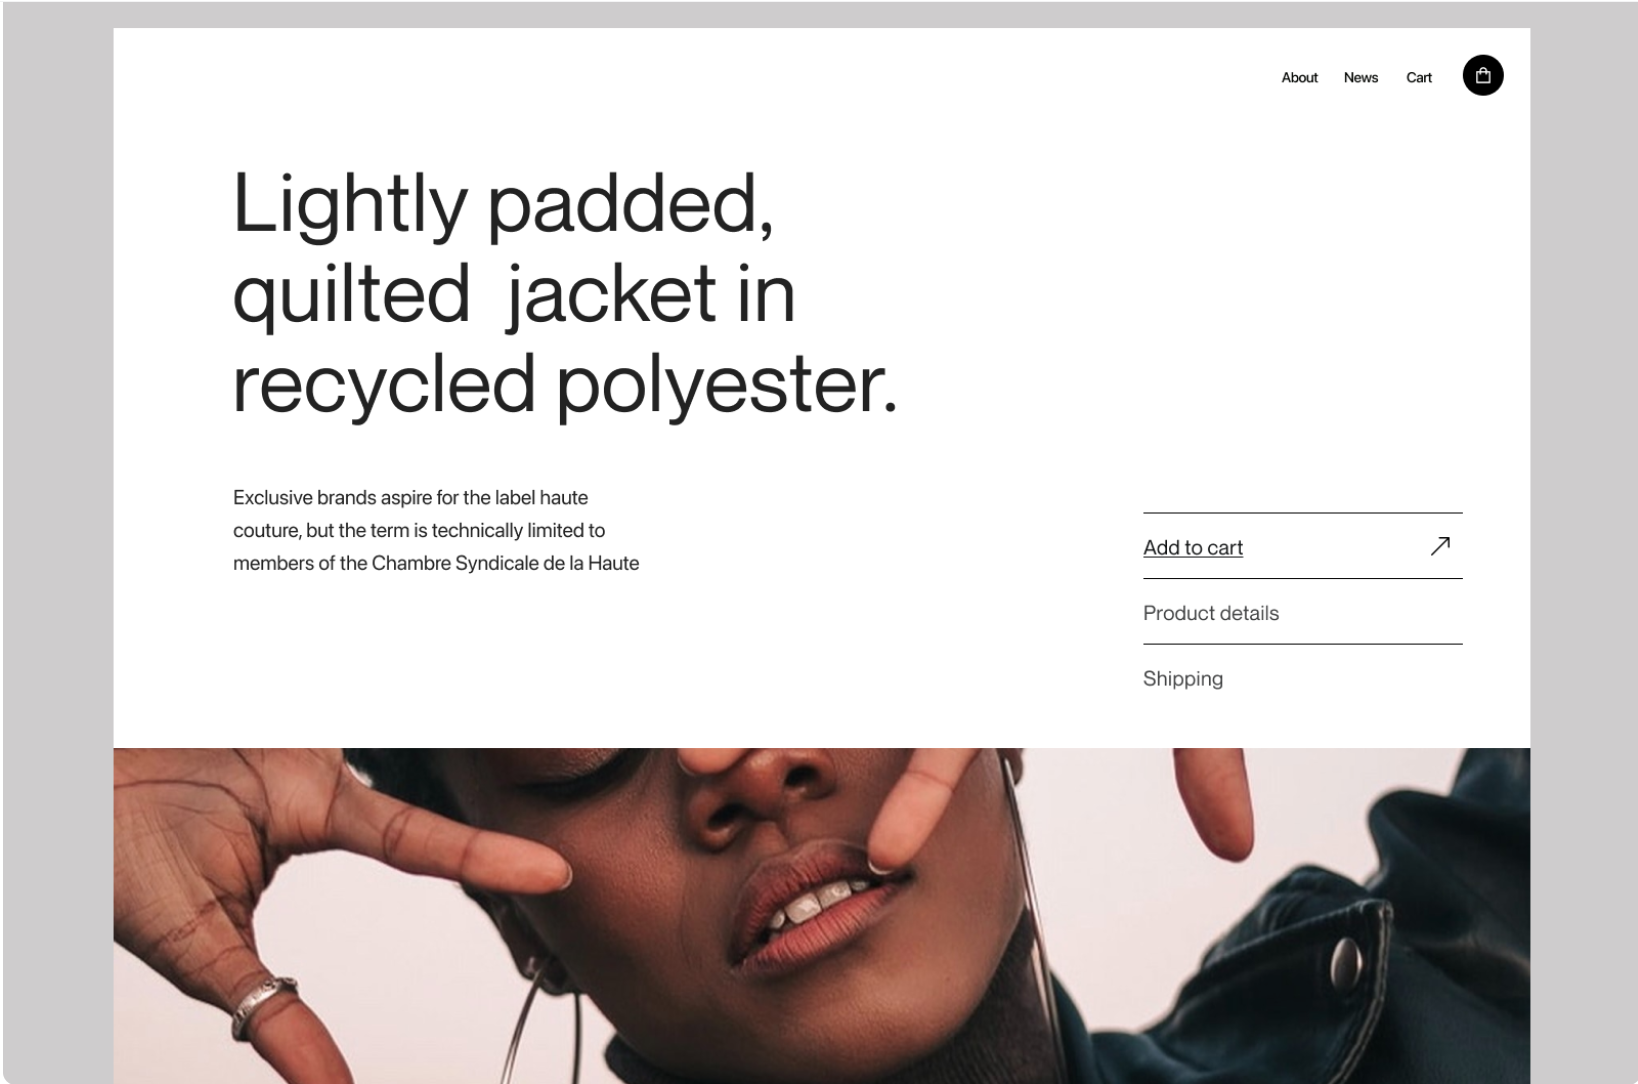 About News Cart
Lightly padded,
quilted  jacket in
recycled polyester.
Exclusive brands aspire for the label haute
couture, but the term is technically limited to
members of the Chambre Syndicale de la Haute
Add to cart
Product details
Shipping